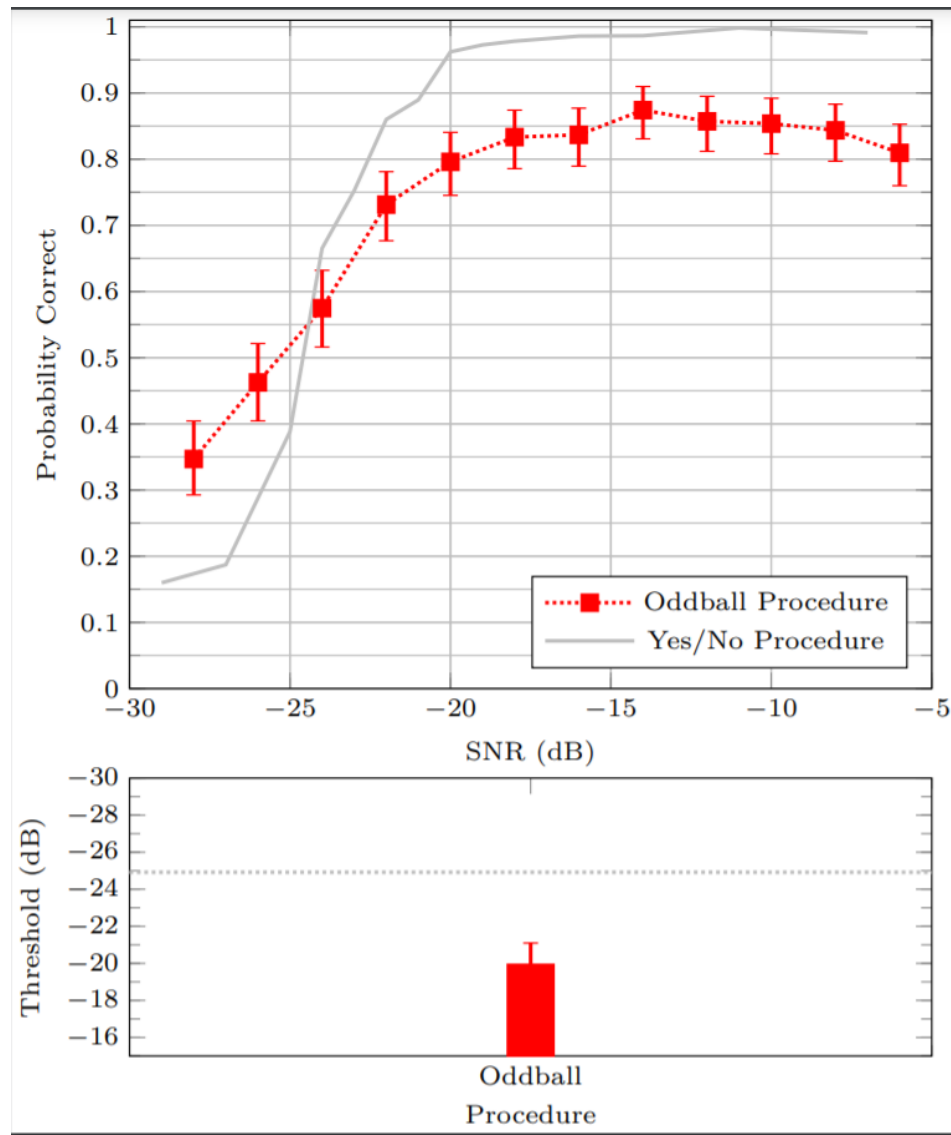 1
0.9
0.8
0.7
0.6
0.5
0.4
0.3
0.2
0.1
0
Probability Correct
Oddball Procedure
Yes/No Procedure
−30 −25 −20 −15 −10 −5
SNR (dB)
−30
−28
−26
−24
−22
−20
−18
−16
Threshold (dB)
Oddball
Procedure